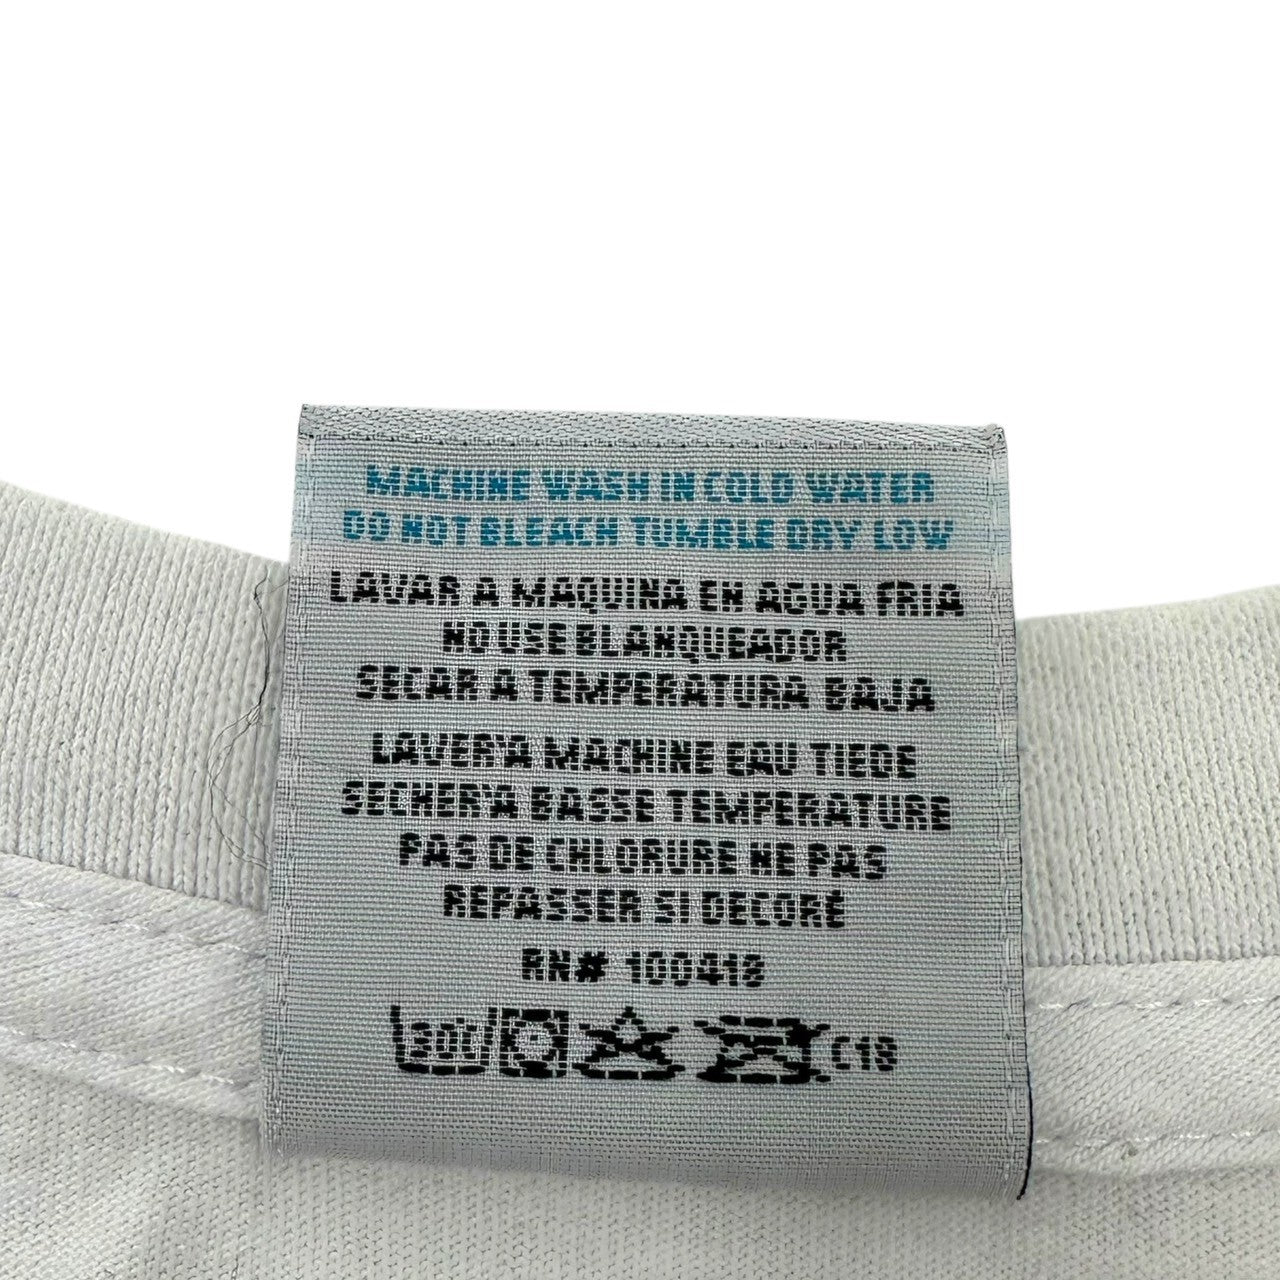 MACHINE WASH IN COLD WATER
DO NOT BLEACH TUMBLE DRY LOW
LAVAR A MAQUINA EN AGUA FRIA
NO USE BLANQUEADOR
SECAR A TEMPERATURA BAJA
LAVER'A MACHINE EAU TIEDE
SECHER'A BASSE TEMPERATURE
PAS DE CHLORURE NE PAS
REPASSER SI DECORÉ
RN# 100418
30C C18